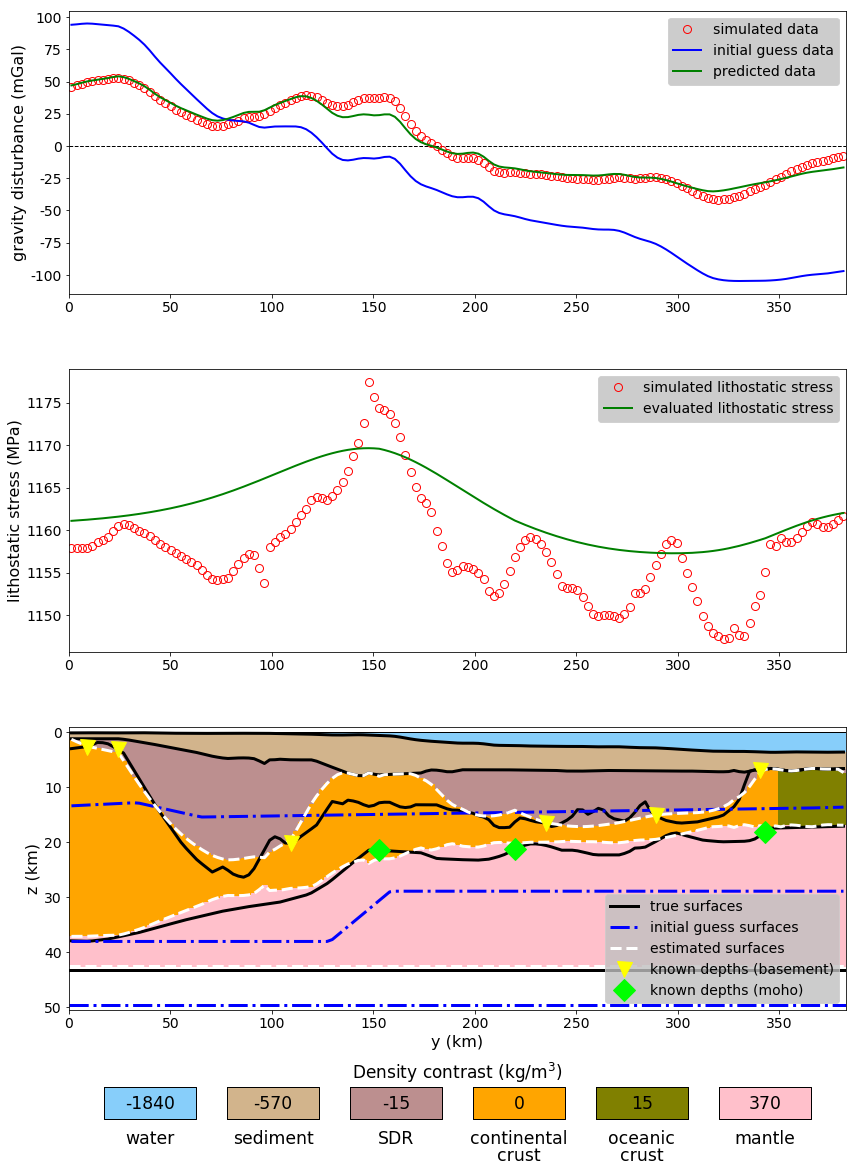 gravity disturbance (mGal)
100
75
50
25
0
-25
-50
-75
-100
simulated data
initial guess data
predicted data
0 50 100 150 200 250 300 350
lithostatic stress (MPa)
1175
1170
1165
1160
1155
1150
simulated lithostatic stress
evaluated lithostatic stress
0 50 100 150 200 250 300 350
z (km)
0
10
20
30
40
50
true surfaces
initial guess surfaces
estimated surfaces
known depths (basement)
known depths (moho)
0 50 100 150 200 250 300 350
y (km)
Density contrast (kg/m³)
-1840 -570 -15 0 15 370
water sediment SDR continental oceanic mantle
crust crust